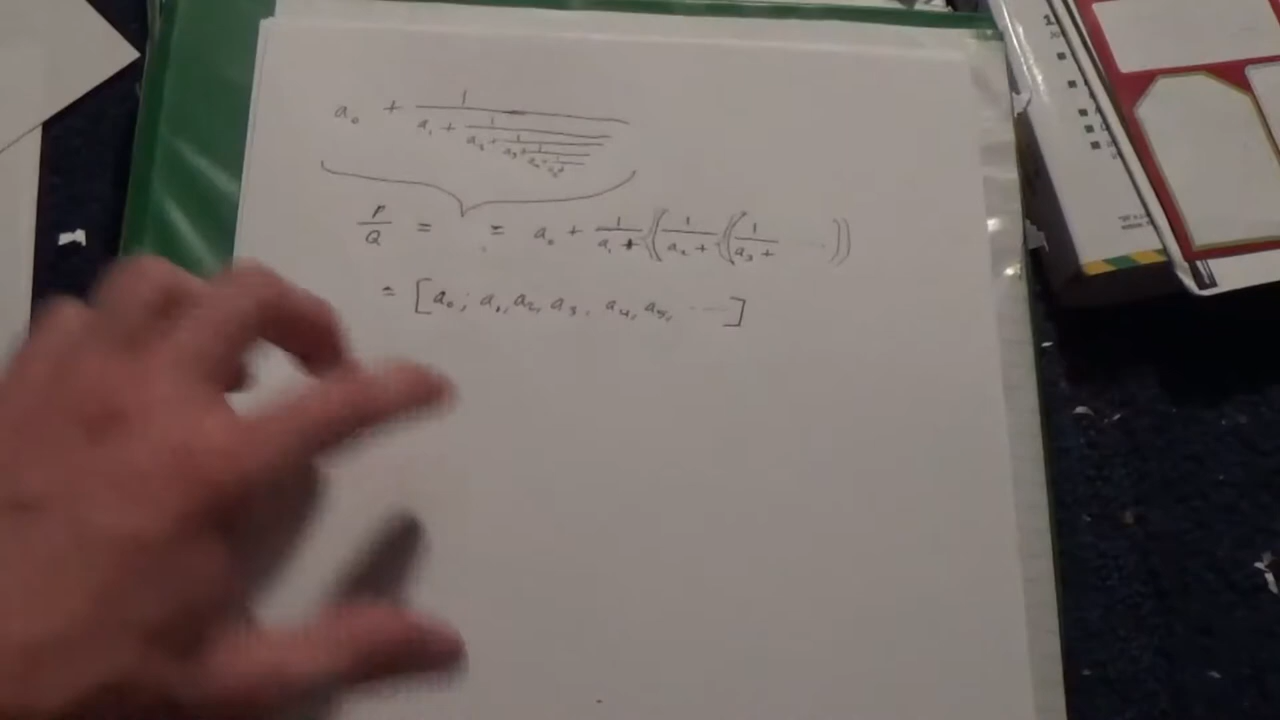 a₀ + 1/(a₁ + 1/(a₂ + 1/(a₃ + 1/(a₄ + 1/a₅
P/Q = = a₀ + 1/a₁ + ((1/a₂ + ((1/a₃ + ....))
= [a₀; a₁, a₂, a₃, a₄, a₅, ....]